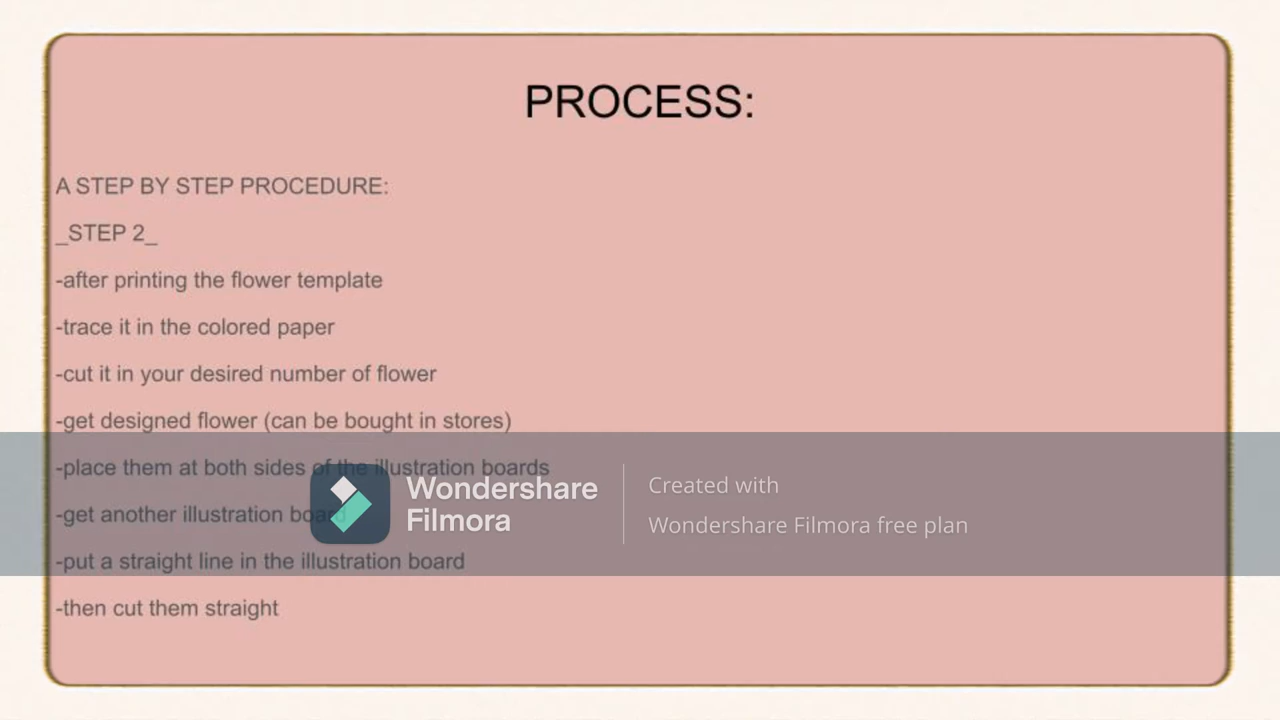 PROCESS:
A STEP BY STEP PROCEDURE:
_STEP 2_
-after printing the flower template
-trace it in the colored paper
-cut it in your desired number of flower
-get designed flower (can be bought in stores)
-place them at both sides of the illustration boards
-get another illustration board
-put a straight line in the illustration board
-then cut them straight
Wondershare
Filmora
Created with
Wondershare Filmora free plan